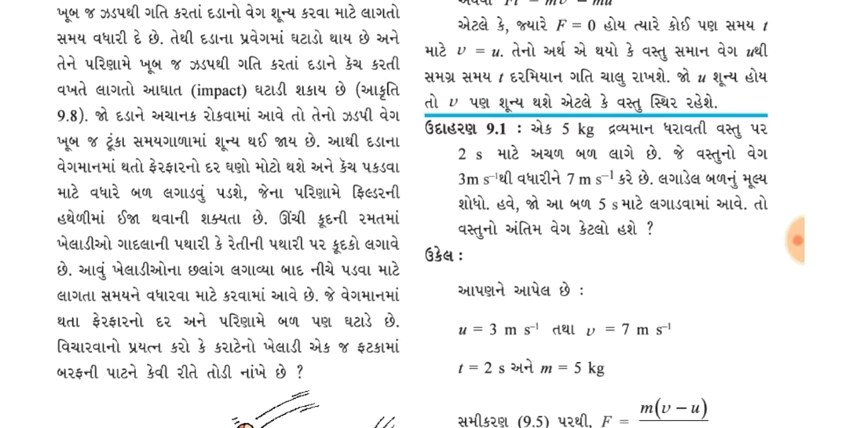 ખૂબ જ ઝડપથી ગતિ કરતાં દડાનો વેગ શૂન્ય કરવા માટે લાગતો
સમય વધારી દે છે. તેથી દડાના પ્રવેગમાં ઘટાડો થાય છે અને
તેને પરિણામે ખૂબ જ ઝડપથી ગતિ કરતાં દડાને કૅચ કરતી
વખતે લાગતો આઘાત (impact) ઘટાડી શકાય છે (આકૃતિ
9.8). જો દડાને અચાનક રોકવામાં આવે તો તેનો ઝડપી વેગ
ખૂબ જ ટૂંકા સમયગાળામાં શૂન્ય થઈ જાય છે. આથી દડાના
વેગમાનમાં થતો ફેરફારનો દર ઘણો મોટો થશે અને કૅચ પકડવા
માટે વધારે બળ લગાડવું પડશે, જેના પરિણામે ફિલ્ડરની
હથેળીમાં ઈજા થવાની શક્યતા છે. ઊંચી કૂદની રમતમાં
ખેલાડીઓ ગાદલાની પથારી કે રેતીની પથારી પર કૂદકો લગાવે
છે. આવું ખેલાડીઓના છલાંગ લગાવ્યા બાદ નીચે પડવા માટે
લાગતા સમયને વધારવા માટે કરવામાં આવે છે. જે વેગમાનમાં
થતા ફેરફારનો દર અને પરિણામે બળ પણ ઘટાડે છે.
વિચારવાનો પ્રયત્ન કરો કે કરાટેનો ખેલાડી એક જ ફટકામાં
બરફની પાટને કેવી રીતે તોડી નાંખે છે ?
અથવા Ft = mv – mu
એટલે કે, જ્યારે F = 0 હોય ત્યારે કોઈ પણ સમય t
માટે v = u. તેનો અર્થ એ થયો કે વસ્તુ સમાન વેગ uથી
સમગ્ર સમય t દરમિયાન ગતિ ચાલુ રાખશે. જો u શૂન્ય હોય
તો v પણ શૂન્ય થશે એટલે કે વસ્તુ સ્થિર રહેશે.
ઉદાહરણ 9.1 : એક 5 kg દ્રવ્યમાન ધરાવતી વસ્તુ પર
2 s માટે અચળ બળ લાગે છે. જે વસ્તુનો વેગ
3m s⁻¹થી વધારીને 7 m s⁻¹ કરે છે. લગાડેલ બળનું મૂલ્ય
શોધો. હવે, જો આ બળ 5 s માટે લગાડવામાં આવે. તો
વસ્તુનો અંતિમ વેગ કેટલો હશે ?
ઉકેલ :
આપણને આપેલ છે :
u = 3 m s⁻¹ તથા v = 7 m s⁻¹
t = 2 s અને m = 5 kg
સમીકરણ (9.5) પરથી, F = m(v – u)